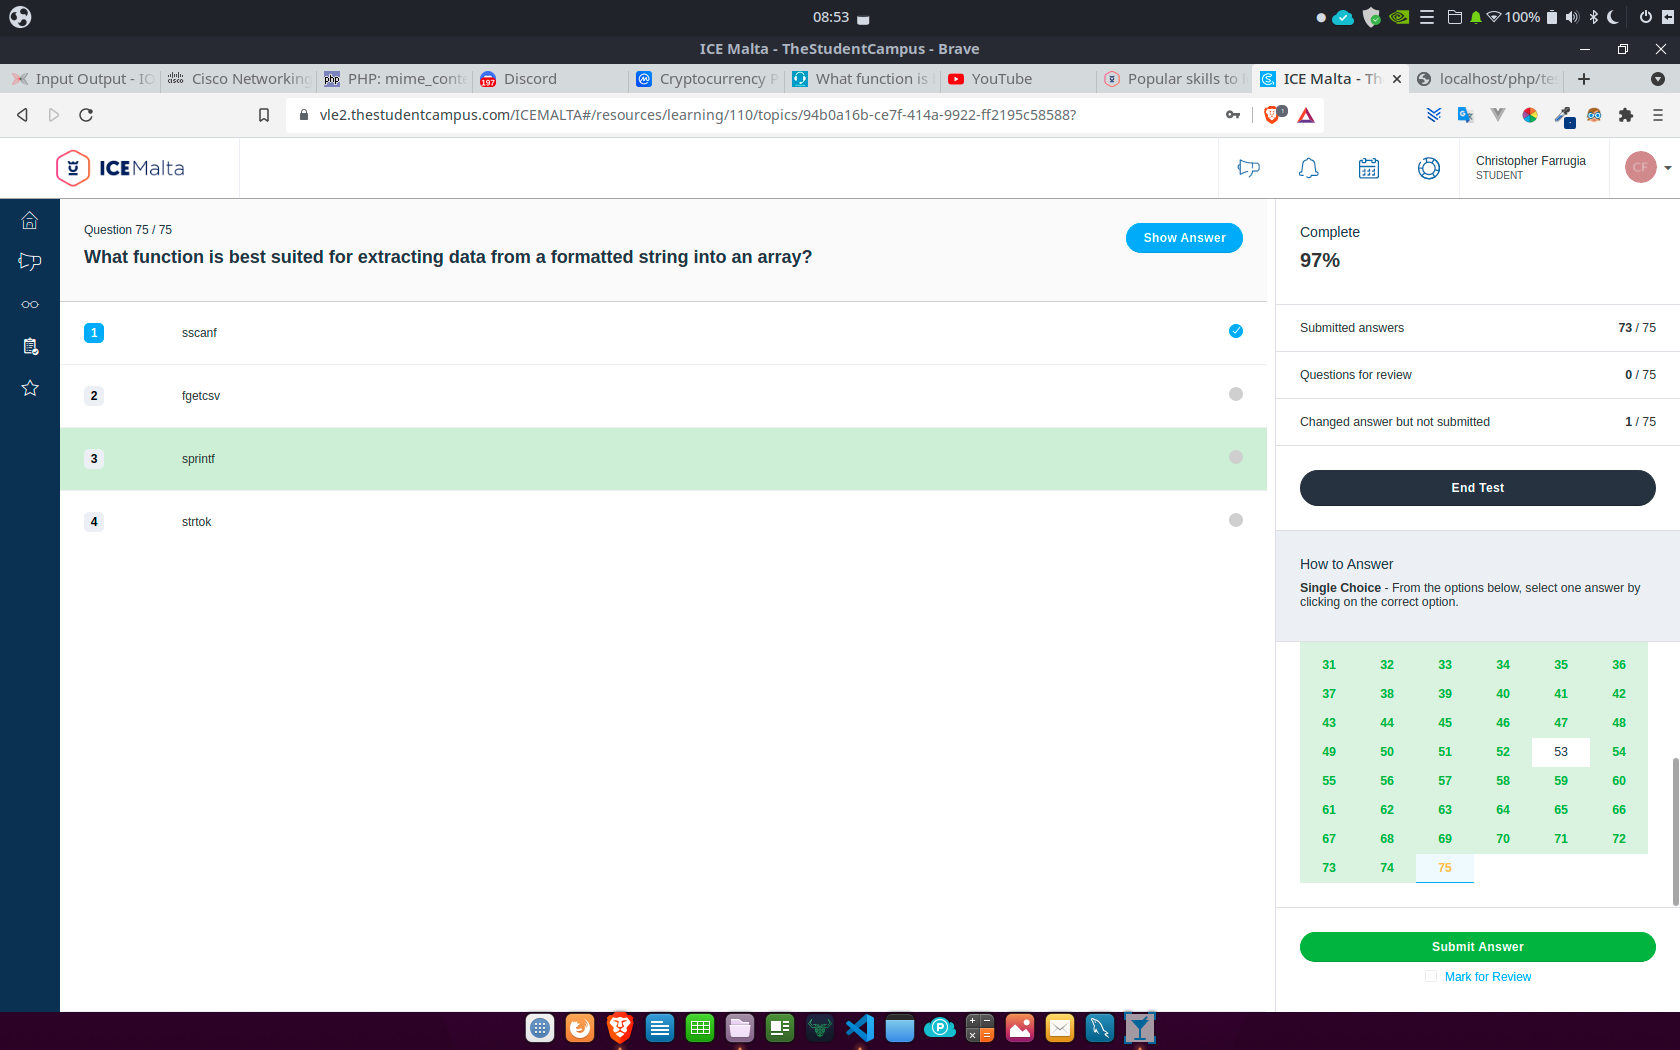 08:53
100%
ICE Malta - TheStudentCampus - Brave
Input Output - IO
cisco
Cisco Networking
php
PHP: mime_conte
197
Discord
Cryptocurrency P
What function is
YouTube
Popular skills to l
ICE Malta - Th
localhost/php/tes
vle2.thestudentcampus.com/ICEMALTA#/resources/learning/110/topics/94b0a16b-ce7f-414a-9922-ff2195c58588?
1
ICEMalta
Christopher Farrugia
STUDENT
CF
Question 75 / 75
What function is best suited for extracting data from a formatted string into an array?
Show Answer
1 sscanf
2 fgetcsv
3 sprintf
4 strtok
Complete
97%
Submitted answers 73 / 75
Questions for review 0 / 75
Changed answer but not submitted 1 / 75
End Test
How to Answer
Single Choice - From the options below, select one answer by
clicking on the correct option.
31 32 33 34 35 36
37 38 39 40 41 42
43 44 45 46 47 48
49 50 51 52 53 54
55 56 57 58 59 60
61 62 63 64 65 66
67 68 69 70 71 72
73 74 75
Submit Answer
Mark for Review